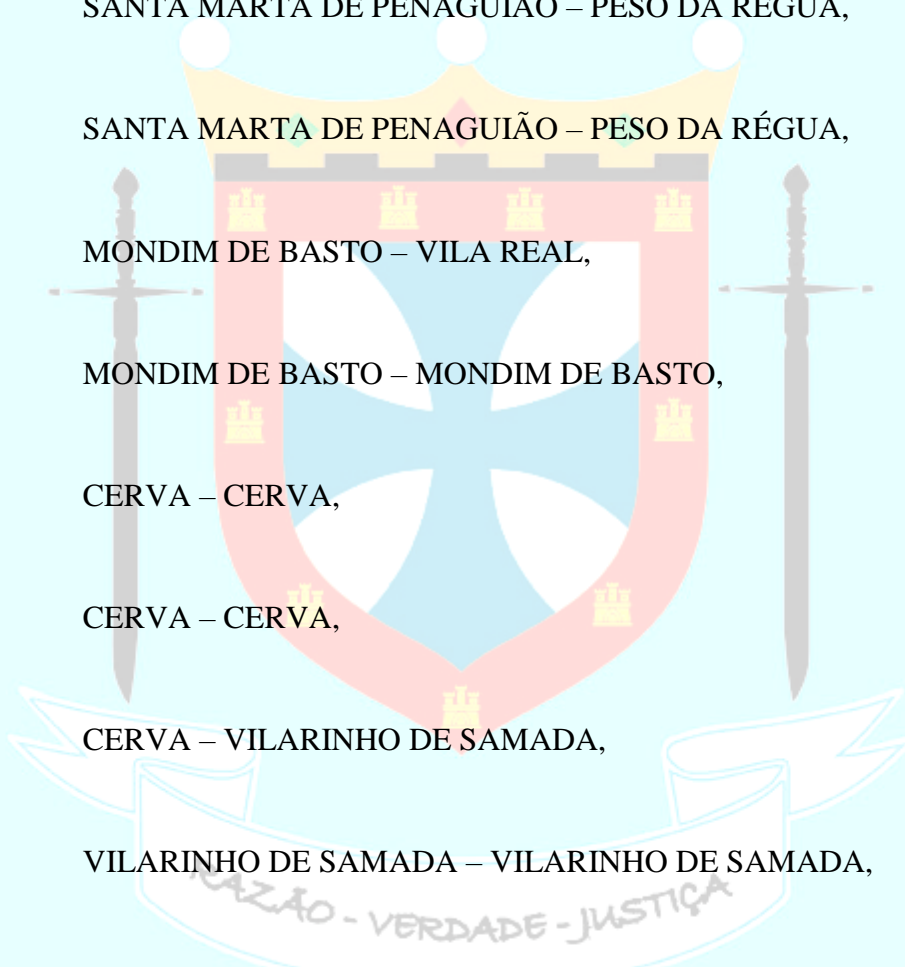 SANTA MARTA DE PENAGUIÃO – PESO DA RÉGUA,
SANTA MARTA DE PENAGUIÃO – PESO DA RÉGUA,
MONDIM DE BASTO – VILA REAL,
MONDIM DE BASTO – MONDIM DE BASTO,
CERVA – CERVA,
CERVA – CERVA,
CERVA – VILARINHO DE SAMADA,
VILARINHO DE SAMADA – VILARINHO DE SAMADA,
RAZÃO - VERDADE - JUSTIÇA